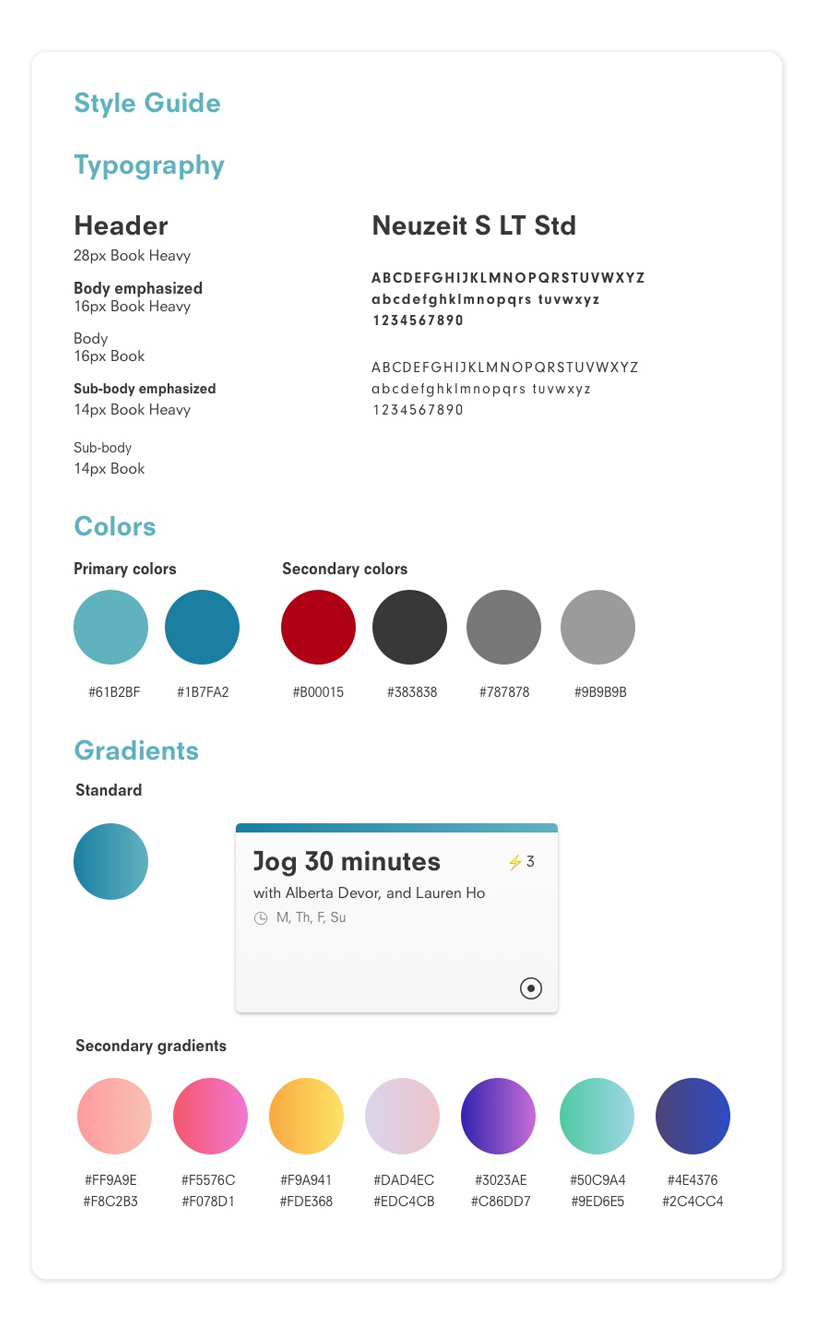 Style Guide
Typography
Header
28px Book Heavy
Body emphasized
16px Book Heavy
Body
16px Book
Sub-body emphasized
14px Book Heavy
Sub-body
14px Book
Neuzeit S LT Std
ABCDEFGHIJKLMNOPQRSTUVWXYZ
abcdefghklmnopqrs tuvwxyz
1234567890
ABCDEFGHIJKLMNOPQRSTUVWXYZ
abcdefghklmnopqrs tuvwxyz
1234567890
Colors
Primary colors
#61B2BF #1B7FA2
Secondary colors
#B00015 #383838 #787878 #9B9B9B
Gradients
Standard
Jog 30 minutes
3
with Alberta Devor, and Lauren Ho
M, Th, F, Su
Secondary gradients
#FF9A9E #F5576C #F9A941 #DAD4EC #3023AE #50C9A4 #4E4376
#F8C2B3 #F078D1 #FDE368 #EDC4CB #C86DD7 #9ED6E5 #2C4CC4